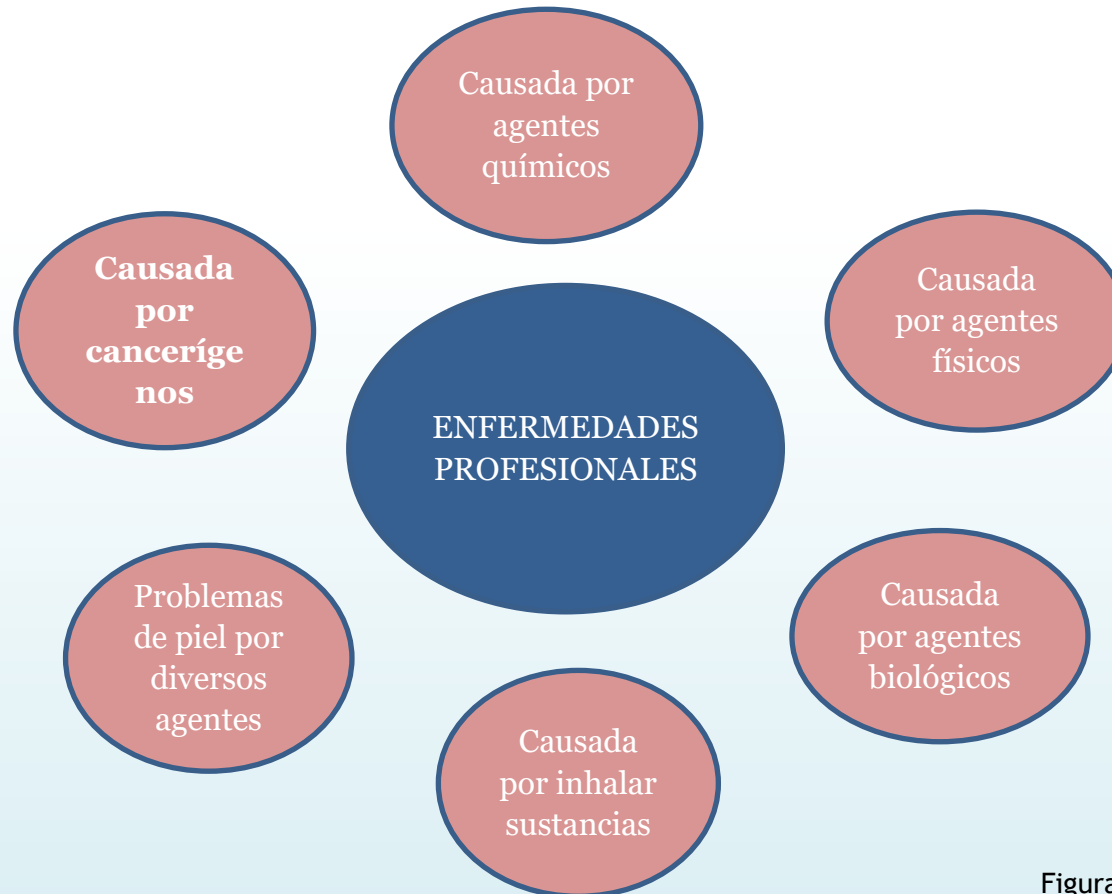 Causada por
agentes
químicos
Causada
por
canceríge
nos
Causada
por agentes
físicos
ENFERMEDADES
PROFESIONALES
Problemas
de piel por
diversos
agentes
Causada
por agentes
biológicos
Causada
por inhalar
sustancias
Figura